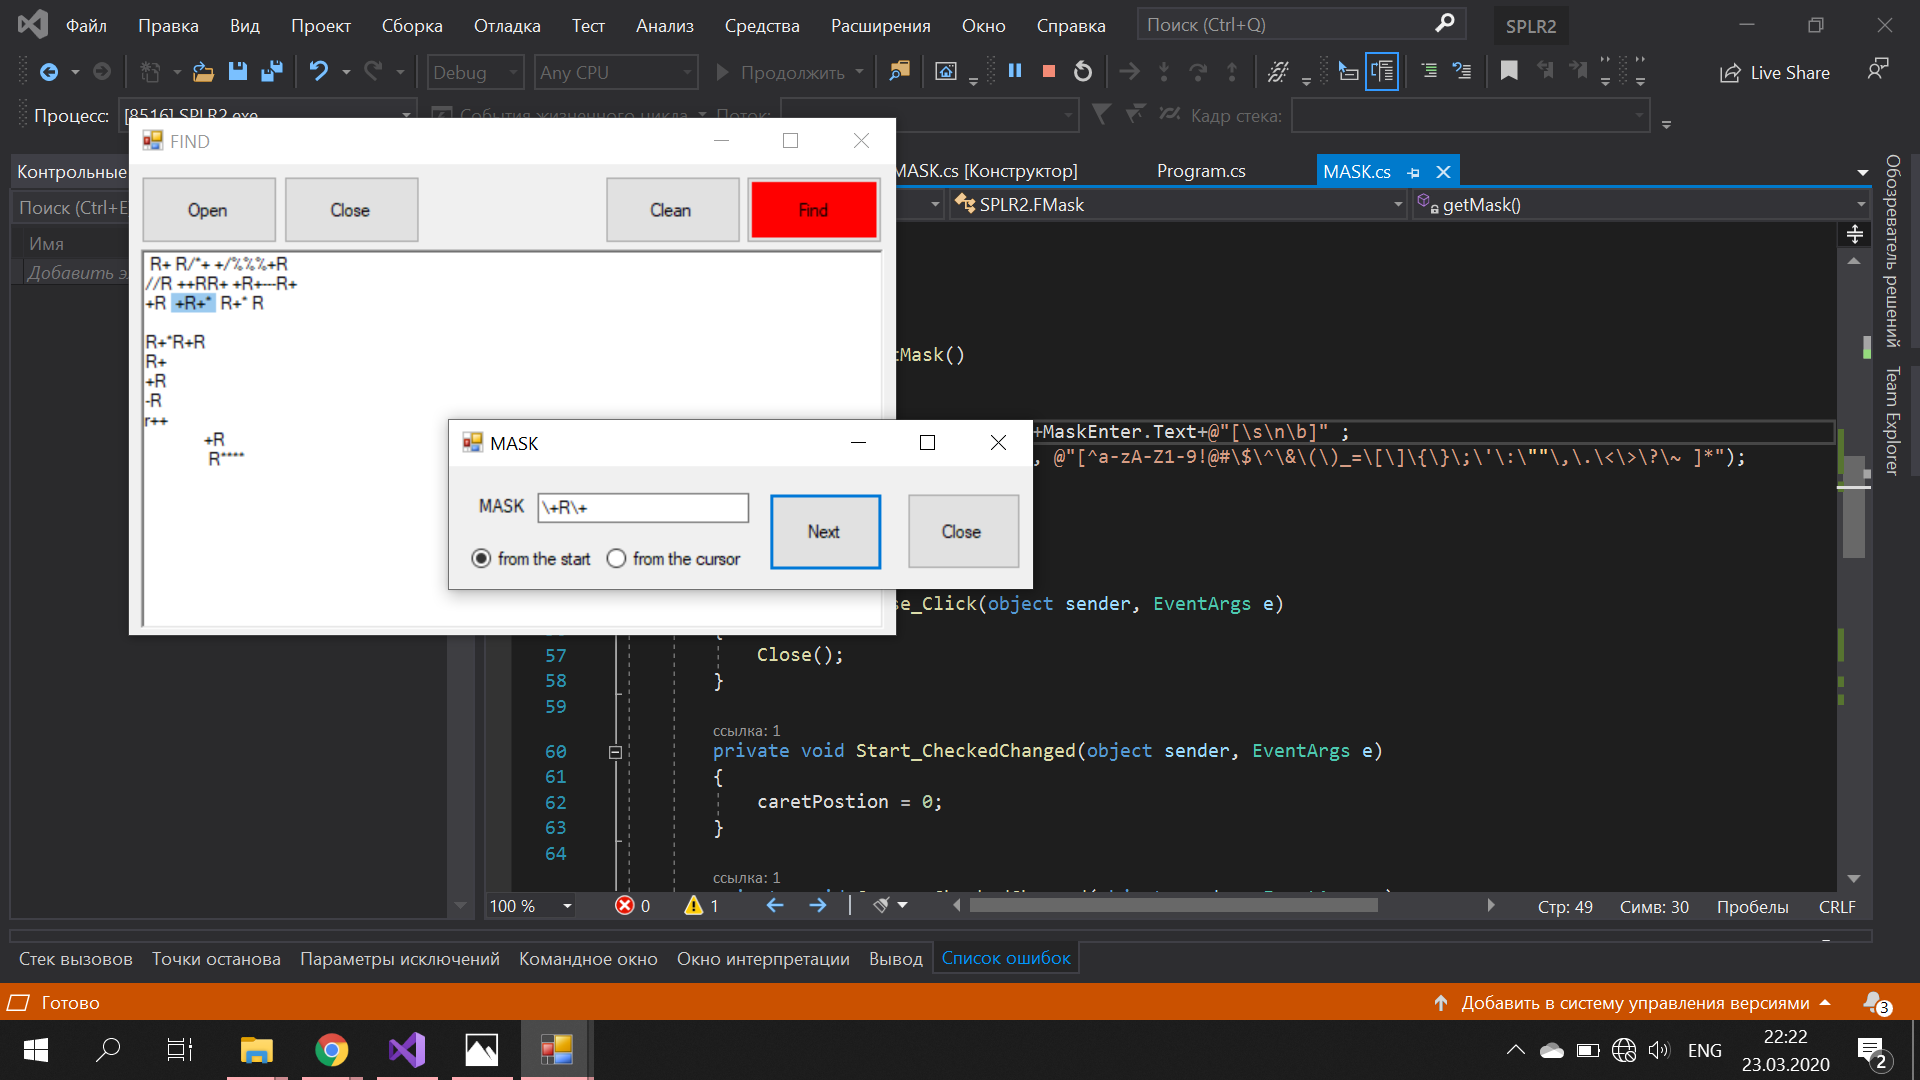 Файл Правка Вид Проект Сборка Отладка Тест Анализ Средства Расширения Окно Справка Поиск (Ctrl+Q) SPLR2
Debug Any CPU Продолжить Live Share
Процесс: [8516] SPLR2.exe События жизненного цикла Поток: Кадр стека:
FIND
Контрольные MASK.cs [Конструктор] Program.cs MASK.cs
Поиск (Ctrl+E SPLR2.FMask getMask()
Open Close Clean Find
Имя
Добавить э
R+ R/*+ +/%%%+R
//R ++RR+ +R+---R+
+R +R+* R+* R
R+*R+R
R+
+R
-R
r++
+R
R****
tMask()
+MaskEnter.Text+@"[\s\n\b]" ;
, @"[^a-zA-Z1-9!@#\$\^\&\(\)_=\[\]\{\}\;\'\:\""\,\.\<\>\?\~ ]*");
MASK
MASK \+R\+
Next Close
from the start from the cursor
se_Click(object sender, EventArgs e)
{
57 Close();
58 }
59
ссылка: 1
60 private void Start_CheckedChanged(object sender, EventArgs e)
61 {
62 caretPostion = 0;
63 }
64
ссылка: 1
100 % 0 1 Стр: 49 Симв: 30 Пробелы CRLF
Обозреватель решений
Team Explorer
Стек вызовов Точки останова Параметры исключений Командное окно Окно интерпретации Вывод Список ошибок
Готово Добавить в систему управления версиями 3
ENG 22:22
23.03.2020 2